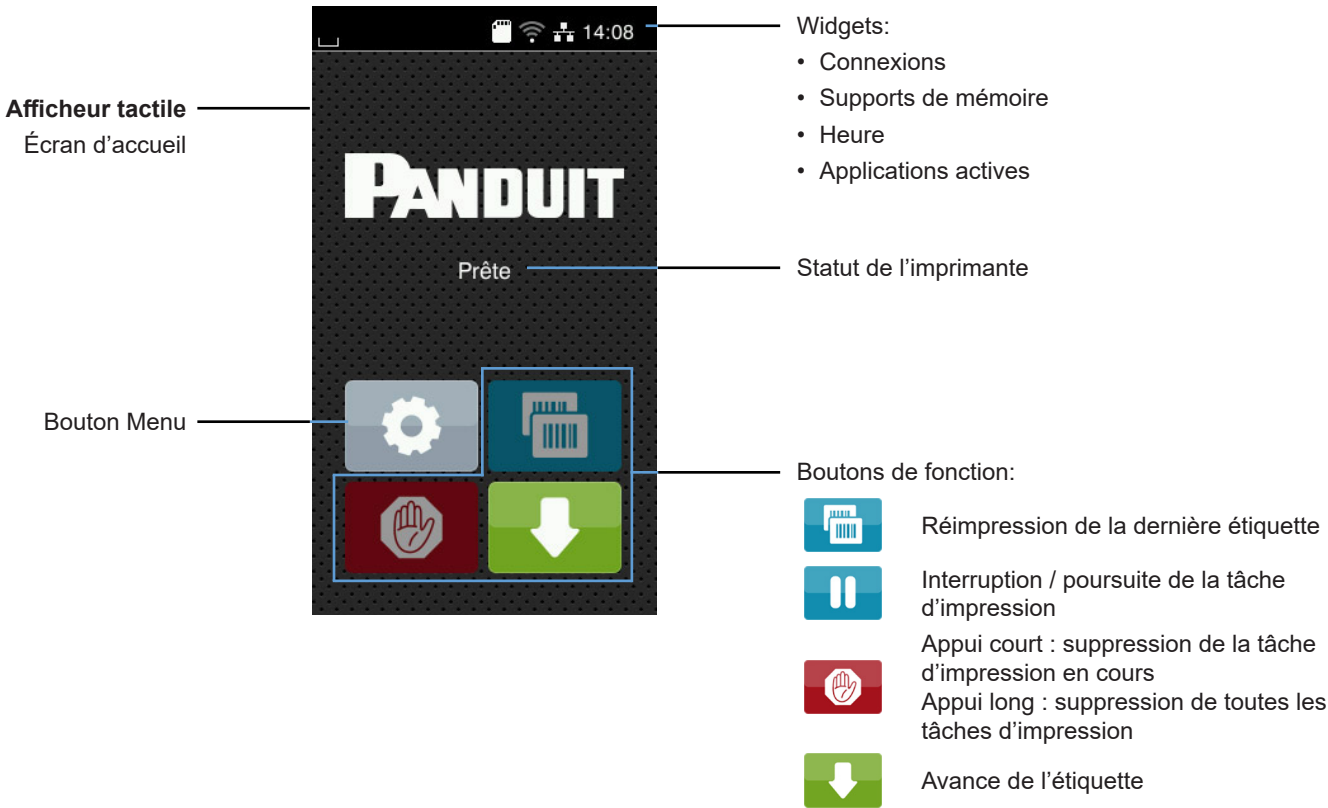 14:08
Afficheur tactile
Écran d’accueil
PANDUIT
Prête
Bouton Menu
Widgets:
• Connexions
• Supports de mémoire
• Heure
• Applications actives
Statut de l’imprimante
Boutons de fonction:
Réimpression de la dernière étiquette
Interruption / poursuite de la tâche
d’impression
Appui court : suppression de la tâche
d’impression en cours
Appui long : suppression de toutes les
tâches d’impression
Avance de l’étiquette